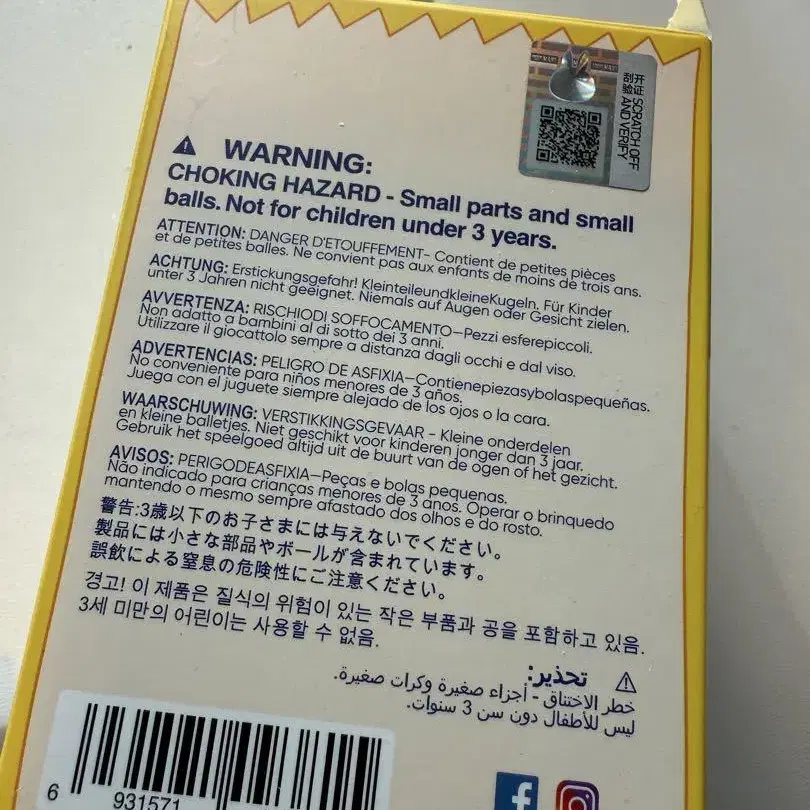 开 SCRATCH OFF
AND VERIFY
WARNING:
CHOKING HAZARD - Small parts and small
balls. Not for children under 3 years.
ATTENTION: DANGER D'ETOUFFEMENT- Contient de petites pièces
et de petites balles. Ne convient pas aux enfants de moins de trois ans.
ACHTUNG: Erstickungsgefahr! KleinteileundkleineKugeln. Für Kinder
unter 3 Jahren nicht geeignet. Niemals auf Augen oder Gesicht zielen.
AVVERTENZA: RISCHIODI SOFFOCAMENTO—Pezzi esferepiccoli.
Non adatto a bambini al di sotto dei 3 anni.
Utilizzare il giocattolo sempre a distanza dagli occhi e dal viso.
ADVERTENCIAS: PELIGRO DE ASFIXIA—Contienepiezasybolaspequeñas.
No conveniente para niños menores de 3 años.
Juega con el juguete siempre alejado de los ojos o la cara.
WAARSCHUWING: VERSTIKKINGSGEVAAR - Kleine onderdelen
en kleine balletjes. Niet geschikt voor kinderen jonger dan 3 jaar.
Gebruik het speelgoed altijd uit de buurt van de ogen of het gezicht.
AVISOS: PERIGODEASFIXIA—Peças e bolas pequenas.
Não indicado para crianças menores de 3 anos. Operar o brinquedo
mantendo o mesmo sempre afastado dos olhos e do rosto.
警告:3歳以下のお子さまには与えないでください。
製品には小さな部品やボールが含まれています。
誤飲による窒息の危険性にご注意ください。
경고! 이 제품은 질식의 위험이 있는 작은 부품과 공을 포함하고 있음.
3세 미만의 어린이는 사용할 수 없음.
تحذير:
خطر الاختناق - أجزاء صغيرة وكرات صغيرة.
ليس للأطفال دون سن 3 سنوات.
6 931571